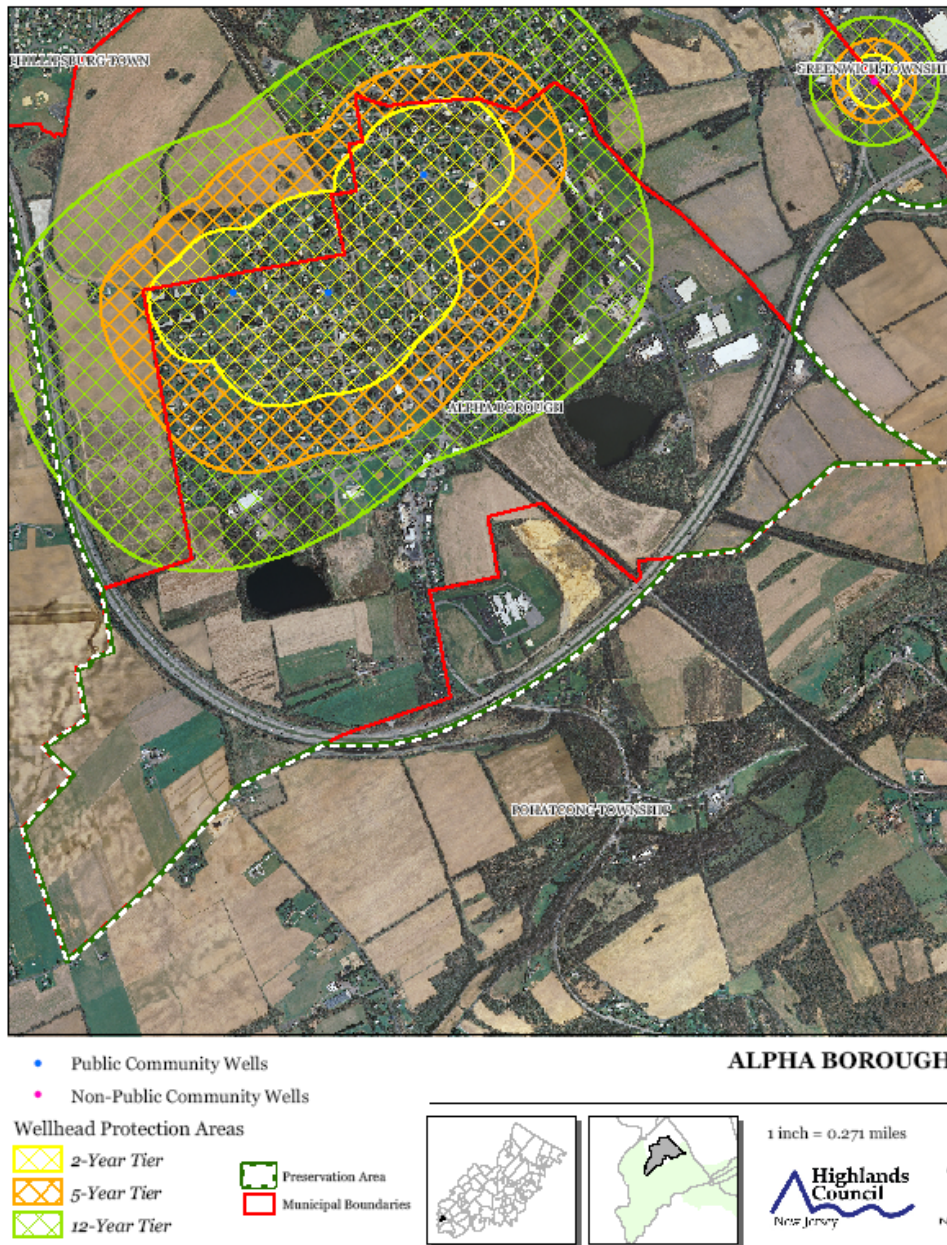 PHILLIPSBURG TOWN
GREENWICH TOWNSHIP
ALPHA BOROUGH
POHATCONG TOWNSHIP
Public Community Wells
Non-Public Community Wells
Wellhead Protection Areas
2-Year Tier
5-Year Tier
12-Year Tier
Preservation Area
Municipal Boundaries
ALPHA BOROUGH
1 inch = 0.271 miles
Highlands
Council
New Jersey
N